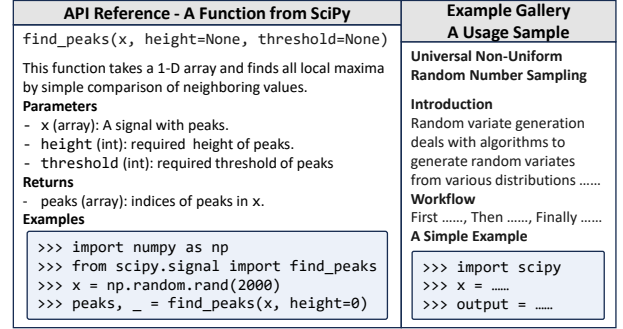 API Reference - A Function from SciPy
find_peaks(x, height=None, threshold=None)
This function takes a 1-D array and finds all local maxima
by simple comparison of neighboring values.
Parameters
- x (array): A signal with peaks.
- height (int): required height of peaks.
- threshold (int): required threshold of peaks
Returns
- peaks (array): indices of peaks in x.
Examples
>>> import numpy as np
>>> from scipy.signal import find_peaks
>>> x = np.random.rand(2000)
>>> peaks, _ = find_peaks(x, height=0)
Example Gallery
A Usage Sample
Universal Non-Uniform
Random Number Sampling
Introduction
Random variate generation
deals with algorithms to
generate random variates
from various distributions ……
Workflow
First ……, Then ……, Finally ……
A Simple Example
>>> import scipy
>>> x = ……
>>> output = ……